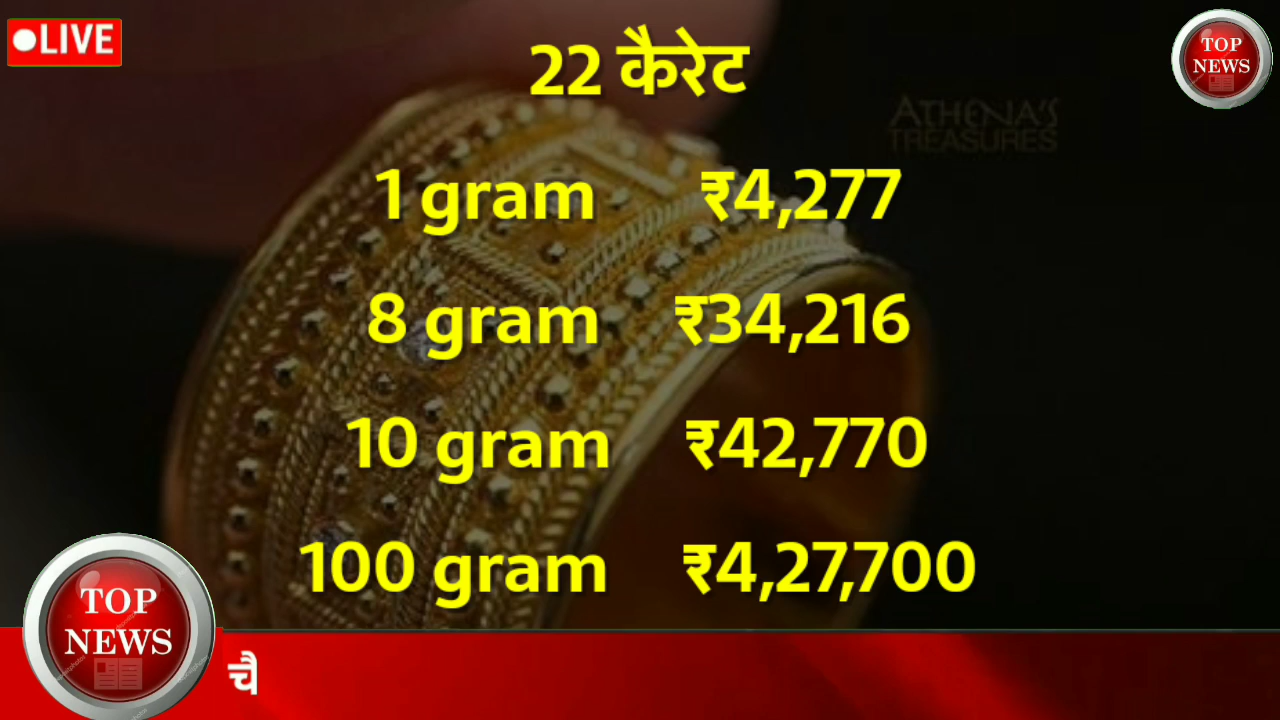 LIVE
TOP
NEWS
22 कैरेट
ATHENA'S
TREASURES
1 gram ₹4,277
8 gram ₹34,216
10 gram ₹42,770
100 gram ₹4,27,700
TOP
NEWS
चै